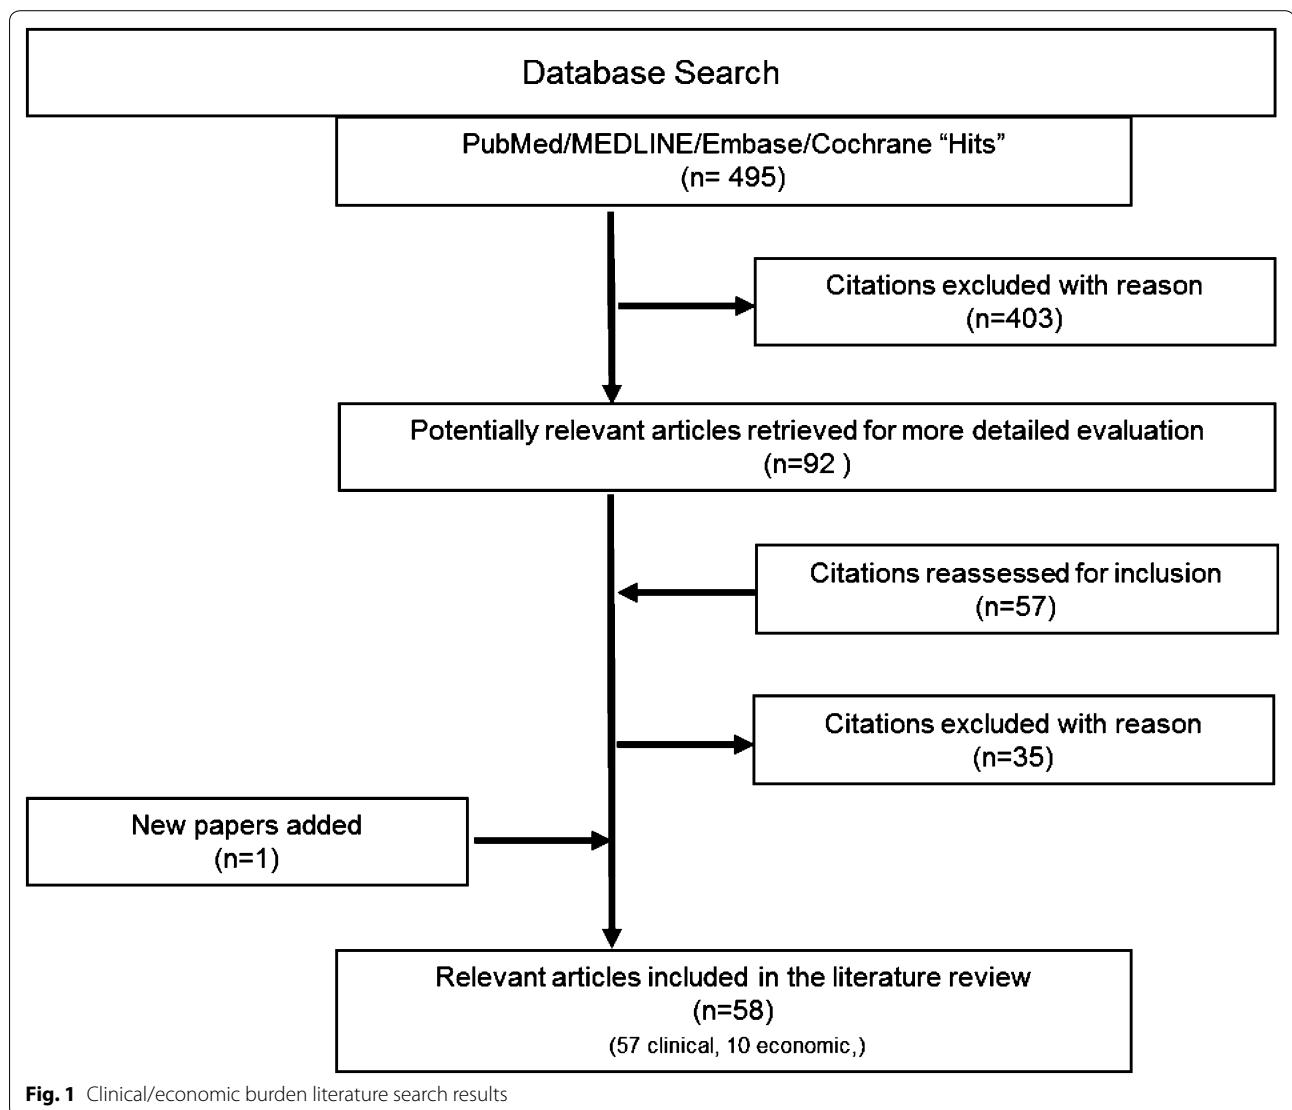 Database Search
PubMed/MEDLINE/Embase/Cochrane “Hits”
(n= 495)
Citations excluded with reason
(n=403)
Potentially relevant articles retrieved for more detailed evaluation
(n=92 )
Citations reassessed for inclusion
(n=57)
Citations excluded with reason
(n=35)
New papers added
(n=1)
Relevant articles included in the literature review
(n=58)
(57 clinical, 10 economic,)
Fig. 1 Clinical/economic burden literature search results